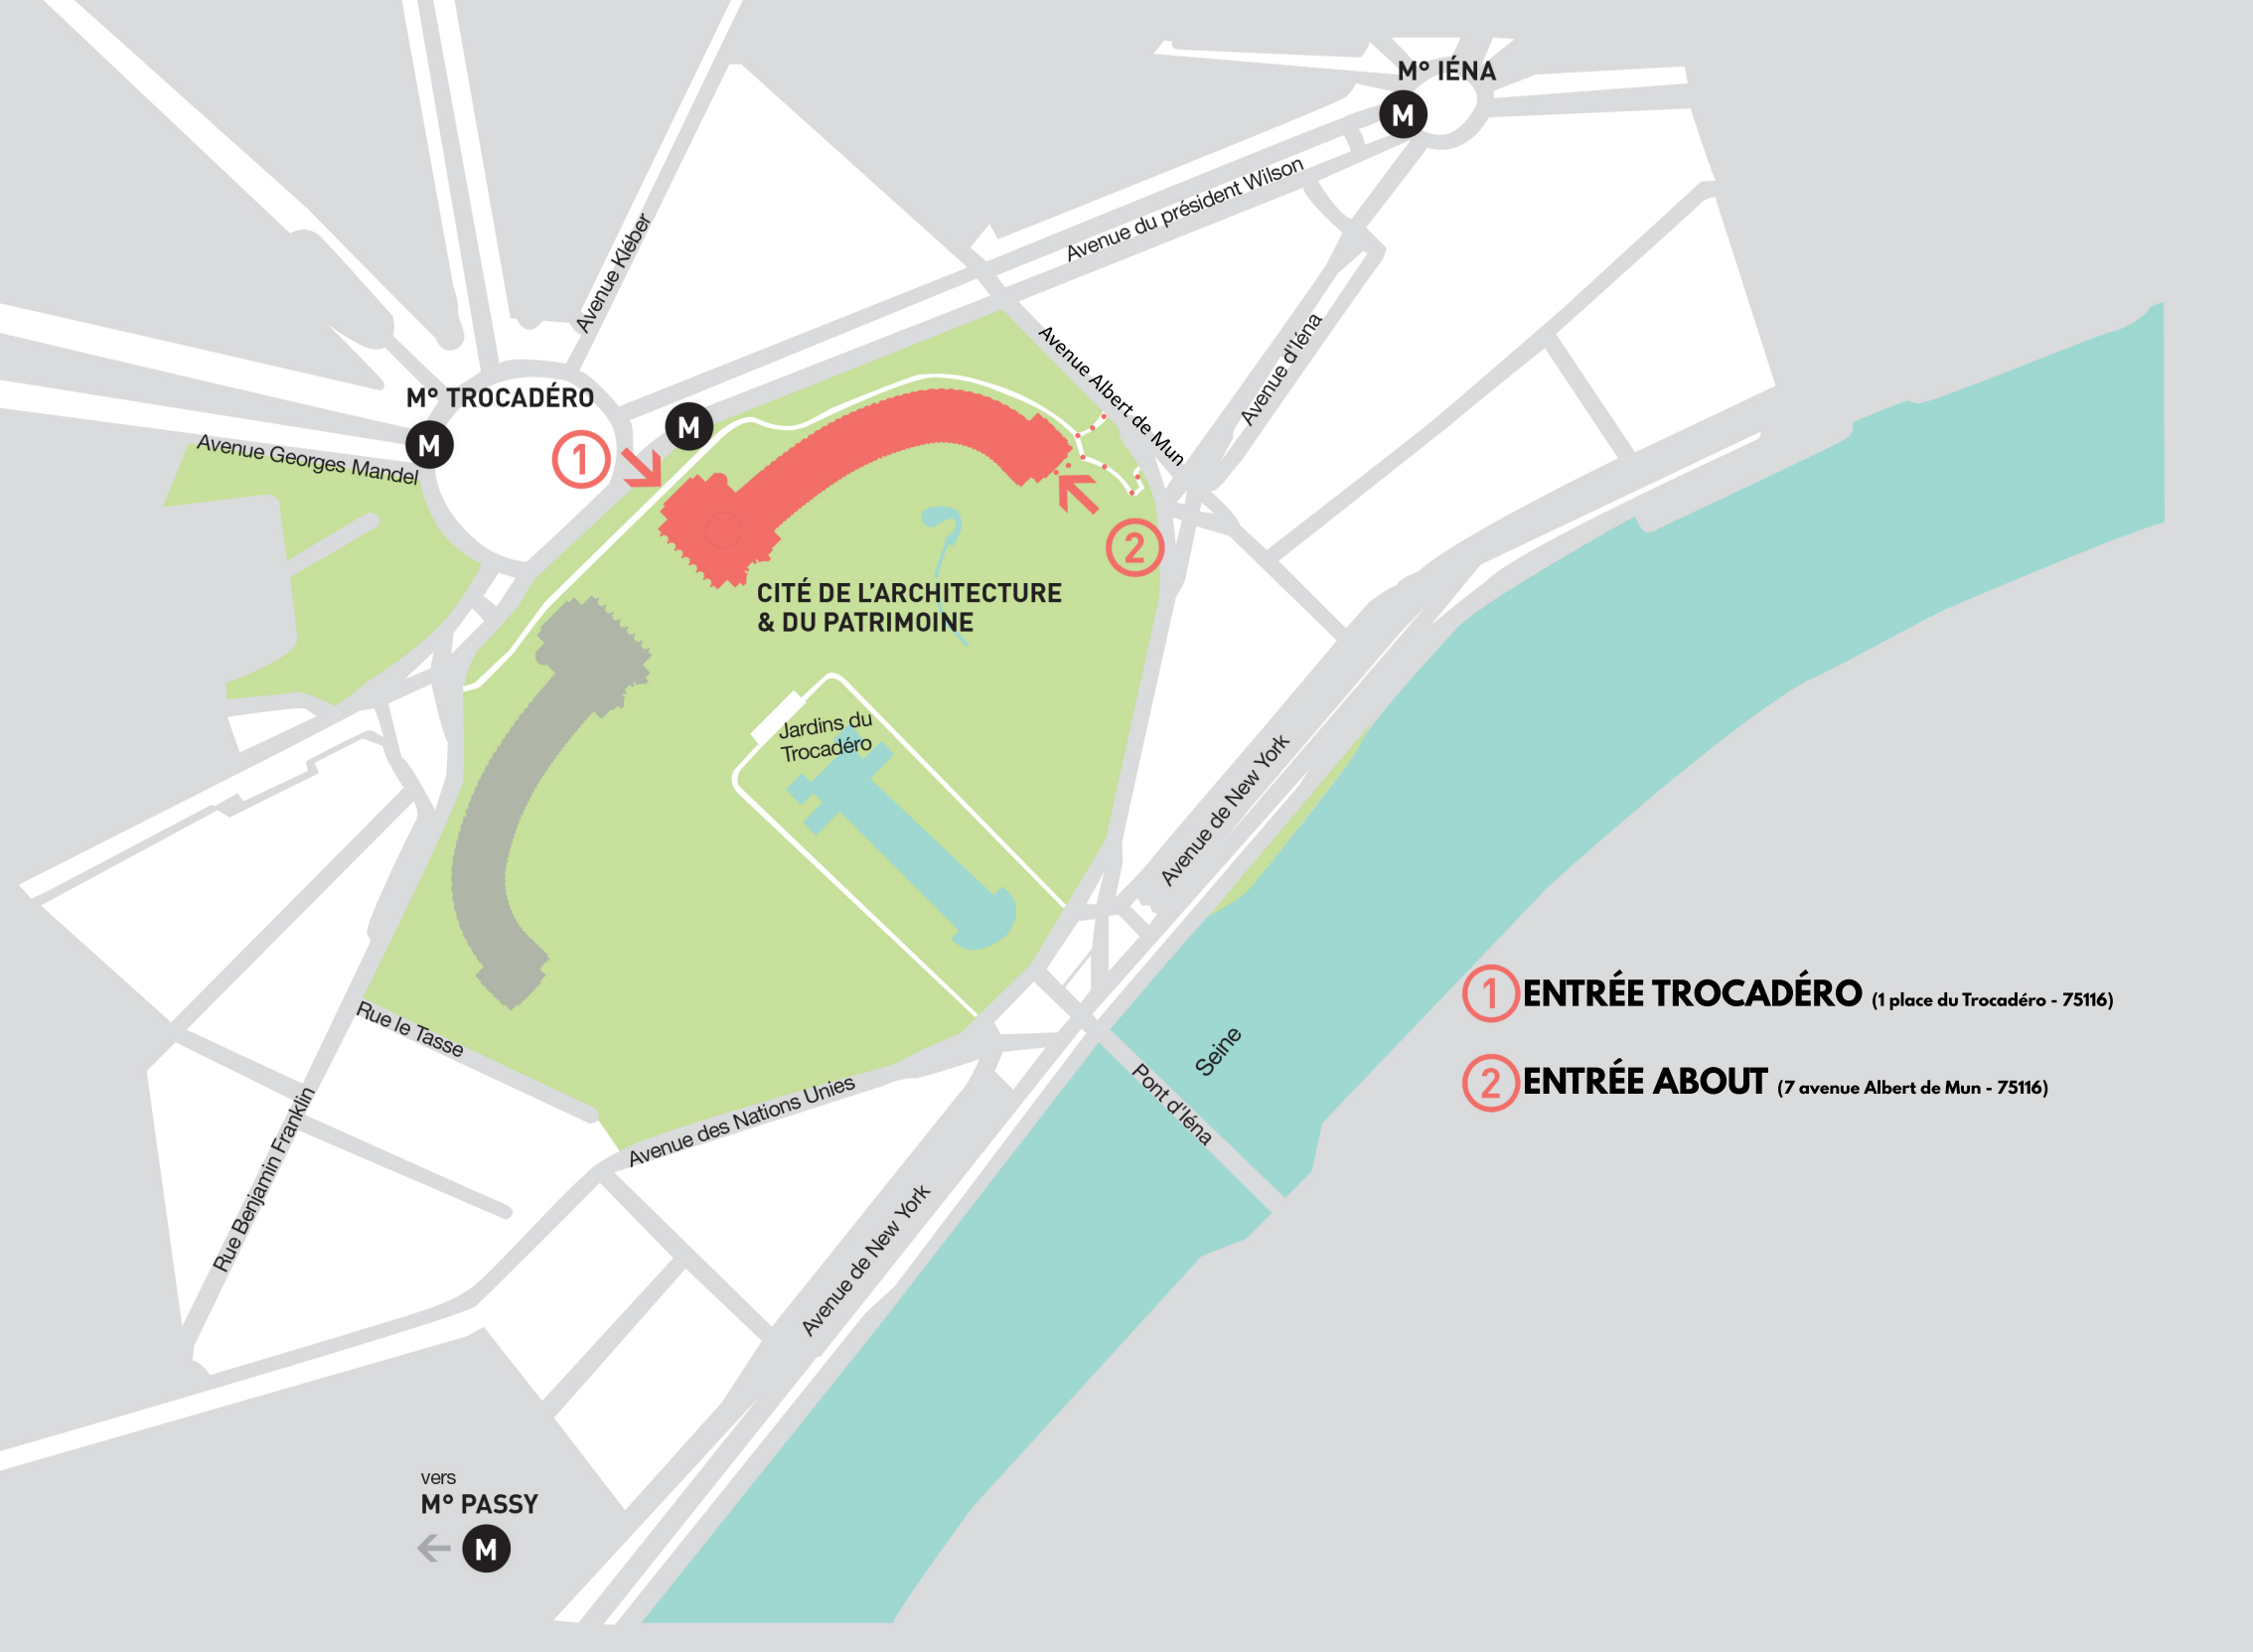 M° IÉNA
M
Avenue du président Wilson
Avenue Kléber
Avenue d'Iéna
Avenue Albert de Mun
M° TROCADÉRO
M
M
1
Avenue Georges Mandel
2
CITÉ DE L’ARCHITECTURE
& DU PATRIMOINE
Jardins du
Trocadéro
Avenue de New York
1 ENTRÉE TROCADÉRO (1 place du Trocadéro - 75116)
Seine
Rue le Tasse
2 ENTRÉE ABOUT (7 avenue Albert de Mun - 75116)
Pont d'Iéna
Avenue des Nations Unies
Rue Benjamin Franklin
Avenue de New York
vers
M° PASSY
M